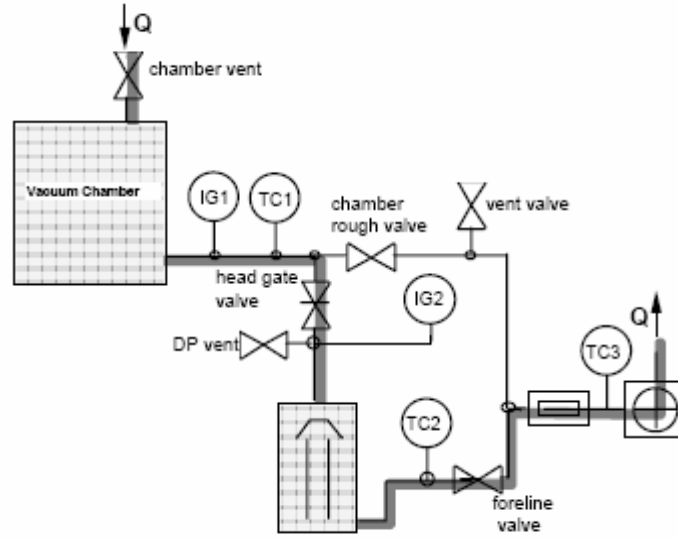 Q
chamber vent
Vacuum Chamber
IG1
TC1
chamber
rough valve
vent valve
head gate
valve
IG2
Q
DP vent
TC3
TC2
foreline
valve